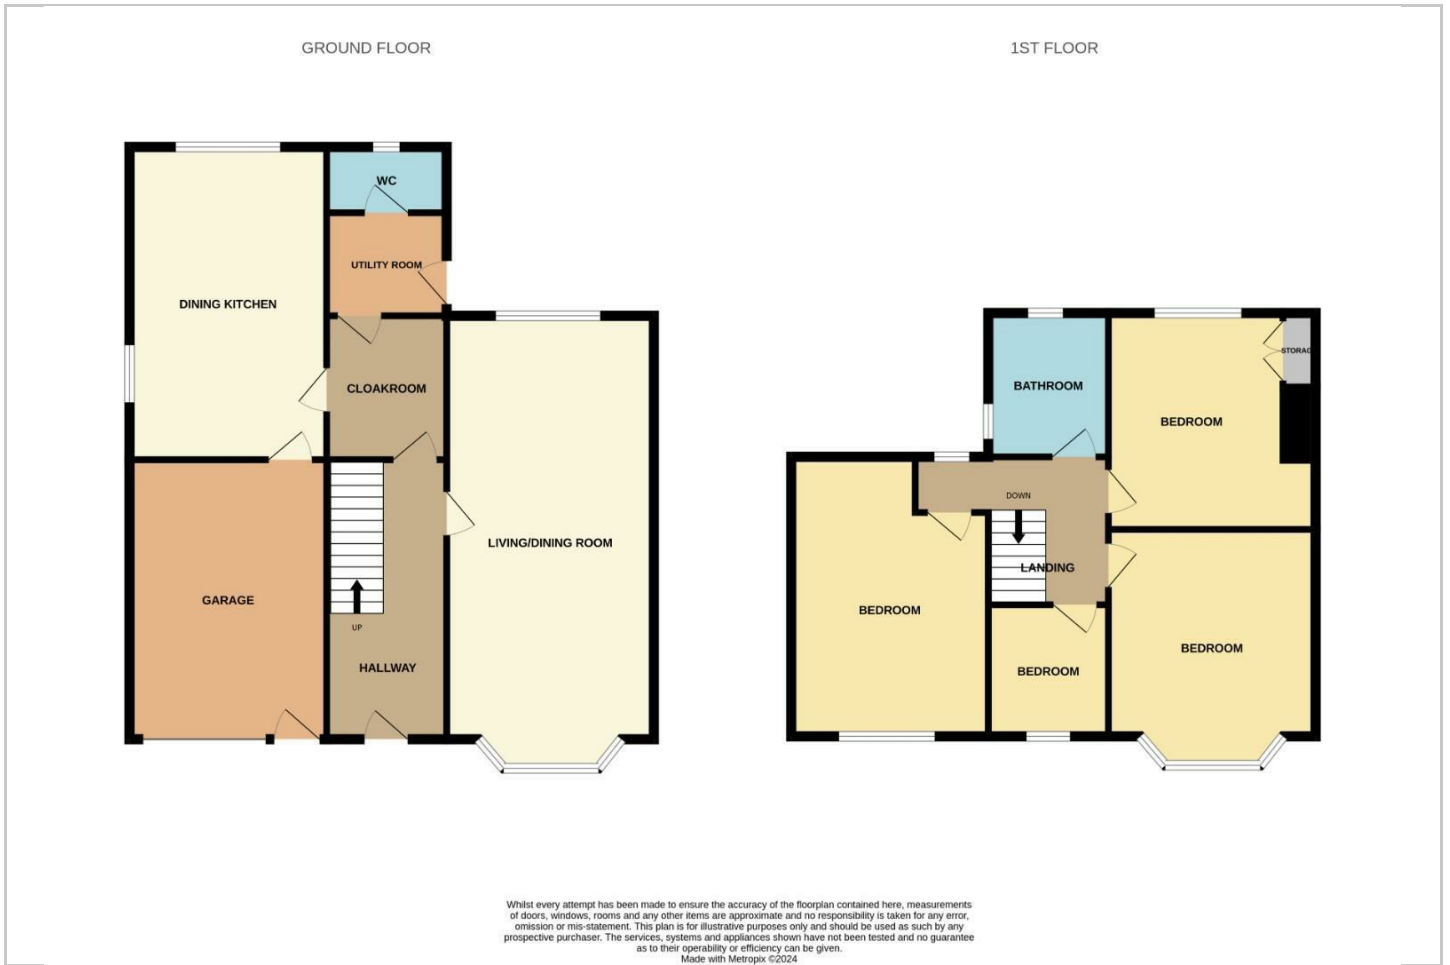 GROUND FLOOR
1ST FLOOR
WC
UTILITY ROOM
DINING KITCHEN
CLOAKROOM
LIVING/DINING ROOM
GARAGE
UP
HALLWAY
STORAG
BATHROOM
BEDROOM
DOWN
LANDING
BEDROOM
BEDROOM
BEDROOM
Whilst every attempt has been made to ensure the accuracy of the floorplan contained here, measurements
of doors, windows, rooms and any other items are approximate and no responsibility is taken for any error,
omission or mis-statement. This plan is for illustrative purposes only and should be used as such by any
prospective purchaser. The services, systems and appliances shown have not been tested and no guarantee
as to their operability or efficiency can be given.
Made with Metropix ©2024